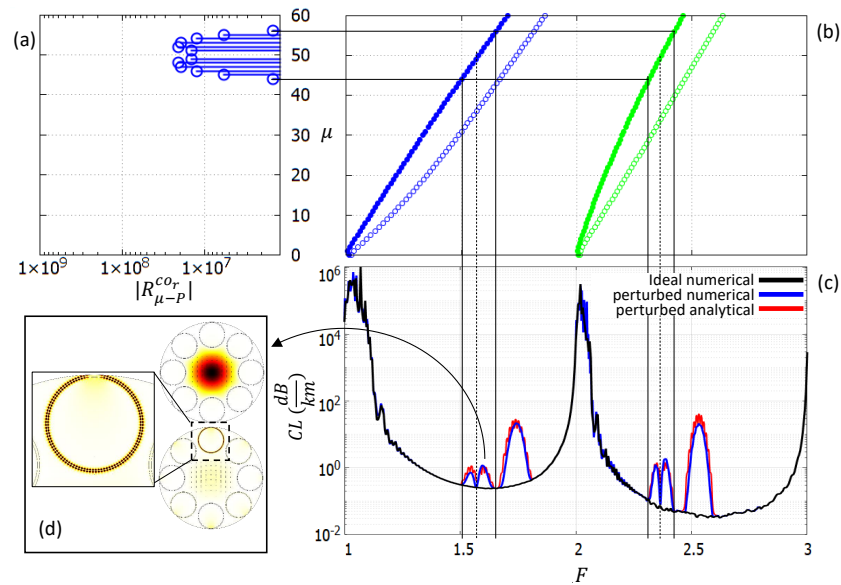 (a)
60
50
40
μ
30
20
10
0
1×10⁹ 1×10⁸ 1×10⁷
|R^{co_r}_{μ−P}|
(b)
10⁶
10⁴
10²
10⁰
10⁻²
CL (dB/km)
Ideal numerical
perturbed numerical
perturbed analytical
(c)
1 1.5 2 2.5 3
F
(d)